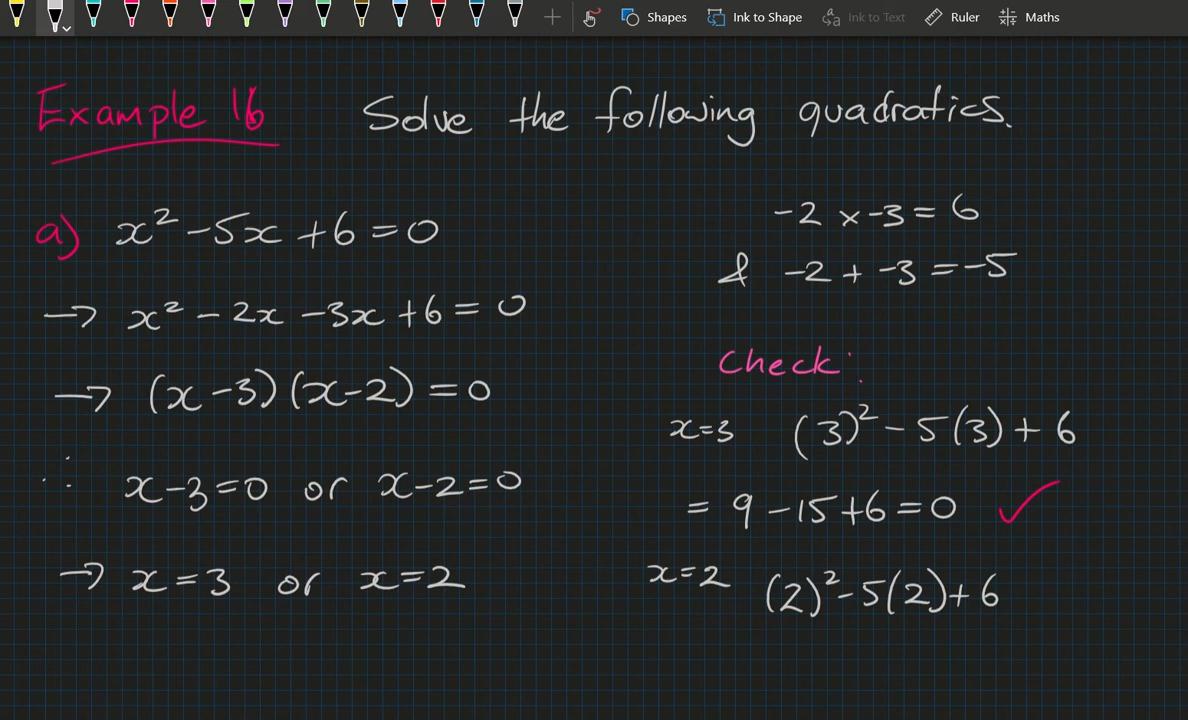 Shapes Ink to Shape Ink to Text Ruler Maths
Example 16 Solve the following quadratics.
a) x² -5x +6 =0
→ x² - 2x -3x +6 = 0
→ (x-3)(x-2) =0
∴ x-3=0 or x-2=0
→ x=3 or x=2
-2 × -3 = 6
& -2 + -3 = -5
Check:
x=3 (3)² - 5(3) + 6
= 9 -15+6 =0 ✓
x=2 (2)² - 5(2)+ 6